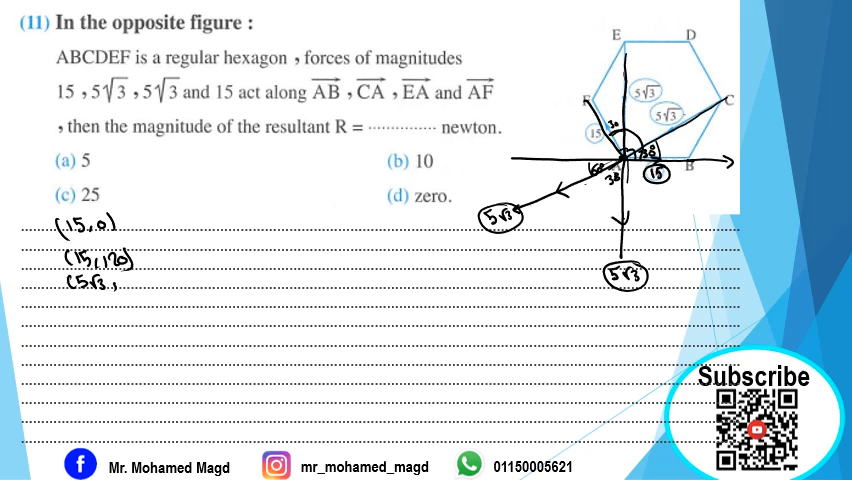 (11) In the opposite figure :
ABCDEF is a regular hexagon , forces of magnitudes
15 , 5√3 , 5√3 and 15 act along AB→ , CA→ , EA→ and AF→
, then the magnitude of the resultant R = ·············· newton.
(a) 5 (b) 10
(c) 25 (d) zero.
E D
F C
5√3
5√3
15
30
30°
B
60°
30
15
5√3
5√3
(15,0)
(15,120)
(5√3,
Subscribe
Mr. Mohamed Magd mr_mohamed_magd 01150005621